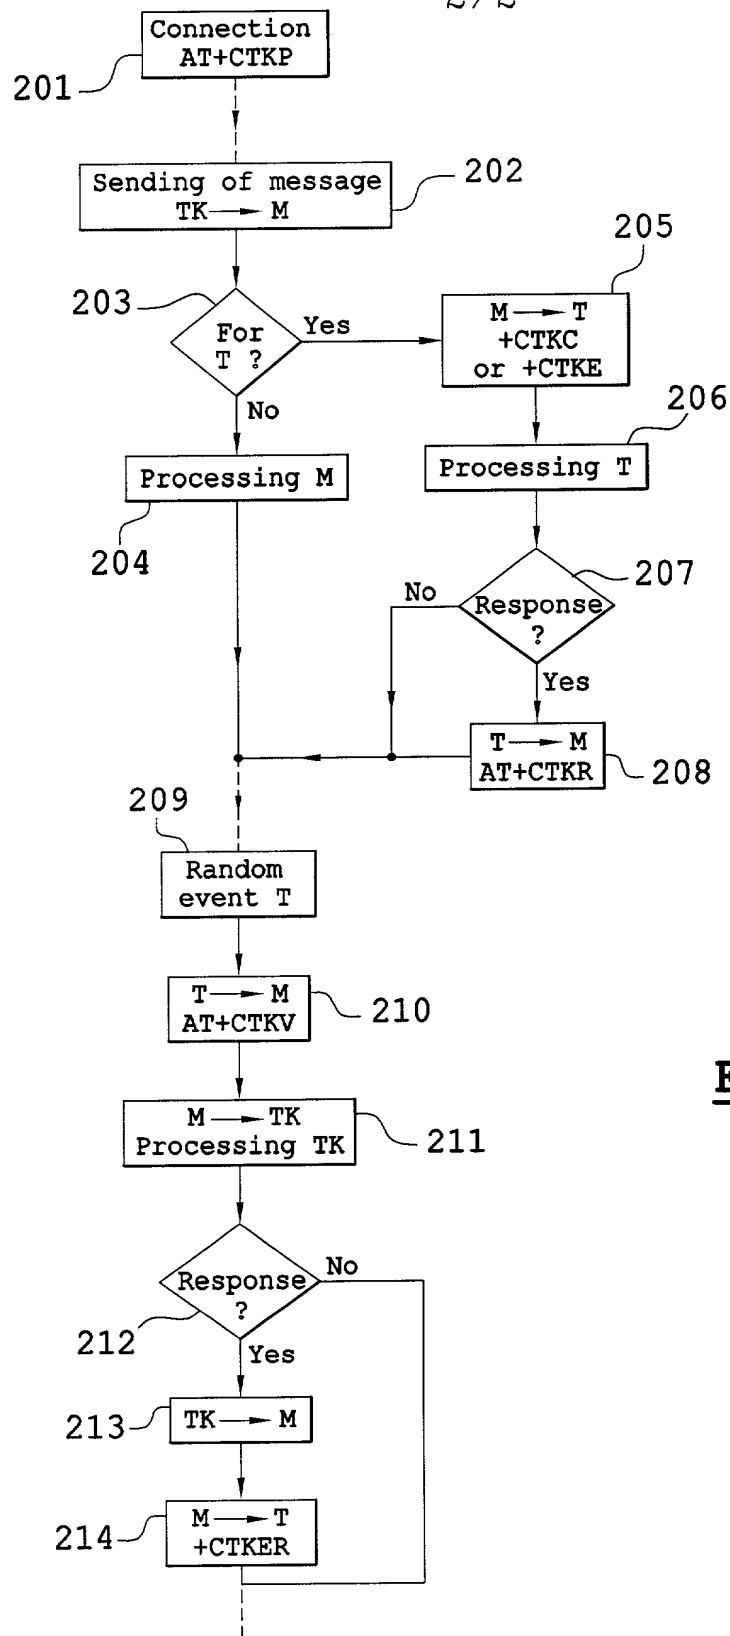 2/2
Connection
AT+CTKP
201
Sending of message
TK → M
202
203
For
T ?
Yes
No
205
M → T
+CTKC
or +CTKE
206
Processing T
Processing M
204
207
Response
?
No
Yes
T → M
AT+CTKR
208
209
Random
event T
T → M
AT+CTKV
210
M → TK
Processing TK
211
Response
?
No
212
Yes
213
TK → M
214
M → T
+CTKER